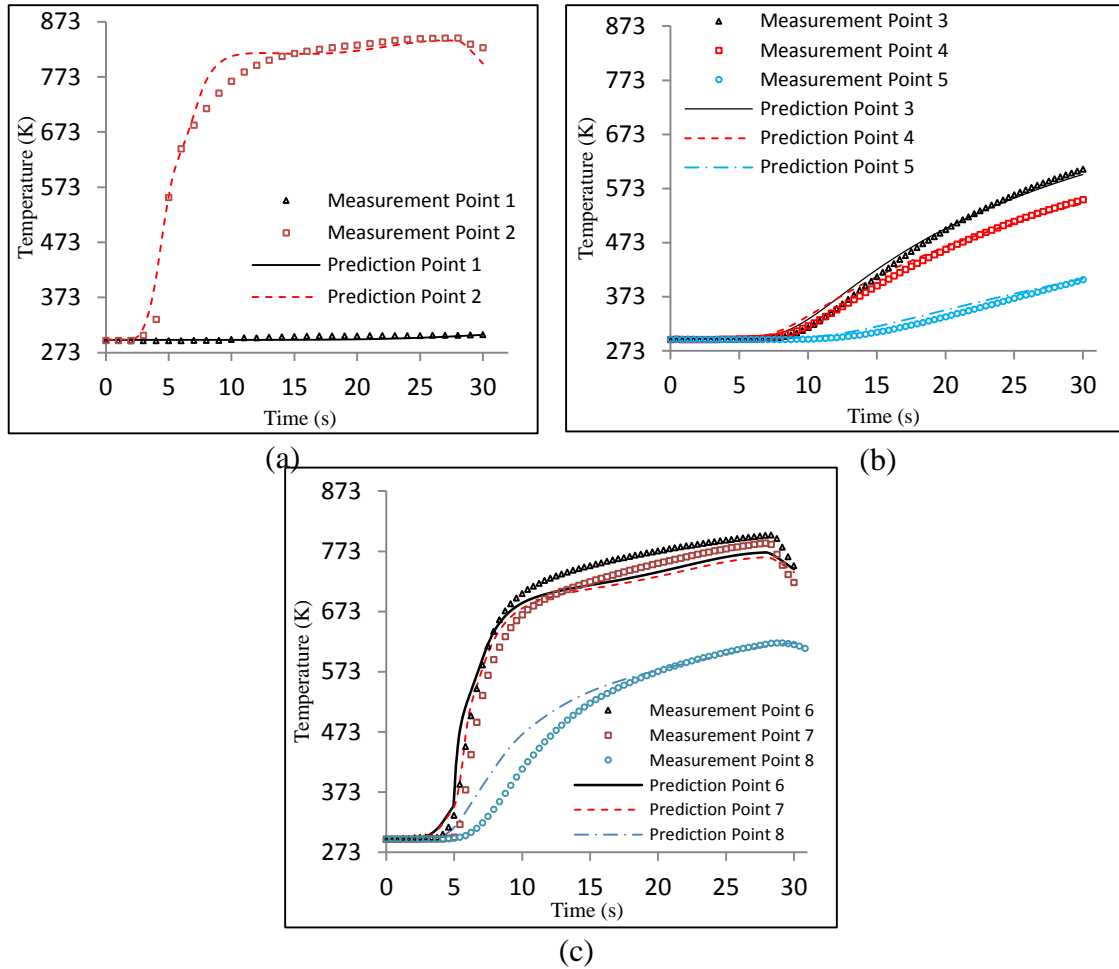 873
773
673
573
473
373
273
Temperature (K)
Measurement Point 1
Measurement Point 2
Prediction Point 1
Prediction Point 2
0 5 10 15 20 25 30
Time (s)
(a)
873
773
673
573
473
373
273
Temperature (K)
Measurement Point 3
Measurement Point 4
Measurement Point 5
Prediction Point 3
Prediction Point 4
Prediction Point 5
0 5 10 15 20 25 30
Time (s)
(b)
873
773
673
573
473
373
273
Temperature (K)
Measurement Point 6
Measurement Point 7
Measurement Point 8
Prediction Point 6
Prediction Point 7
Prediction Point 8
0 5 10 15 20 25 30
Time (s)
(c)